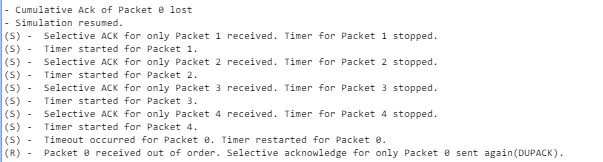 - Cumulative Ack of Packet 0 lost
- Simulation resumed.
(S) - Selective ACK for only Packet 1 received. Timer for Packet 1 stopped.
(S) - Timer started for Packet 1.
(S) - Selective ACK for only Packet 2 received. Timer for Packet 2 stopped.
(S) - Timer started for Packet 2.
(S) - Selective ACK for only Packet 3 received. Timer for Packet 3 stopped.
(S) - Timer started for Packet 3.
(S) - Selective ACK for only Packet 4 received. Timer for Packet 4 stopped.
(S) - Timer started for Packet 4.
(S) - Timeout occurred for Packet 0. Timer restarted for Packet 0.
(R) - Packet 0 received out of order. Selective acknowledge for only Packet 0 sent again(DUPACK).